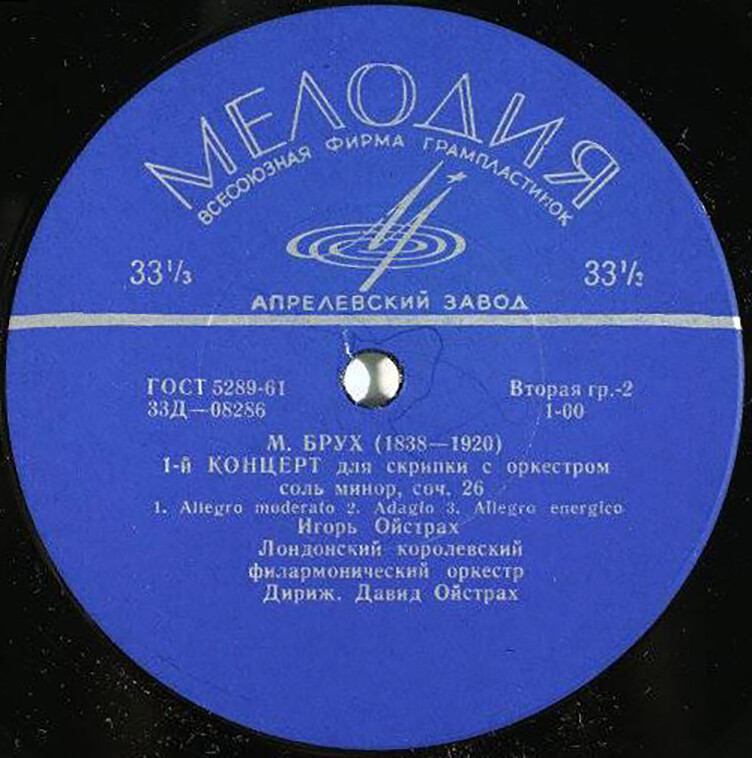 МЕЛОДИЯ
ВСЕСОЮЗНАЯ ФИРМА ГРАМПЛАСТИНОК
33⅓ 33⅓
АПРЕЛЕВСКИЙ ЗАВОД
ГОСТ 5289-61 Вторая гр.-2
33Д—08286 1-00
М. БРУХ (1838—1920)
1-й КОНЦЕРТ для скрипки с оркестром
соль минор, соч. 26
1. Allegro moderato 2. Adagio 3. Allegro energico
Игорь Ойстрах
Лондонский королевский
филармонический оркестр
Дириж. Давид Ойстрах